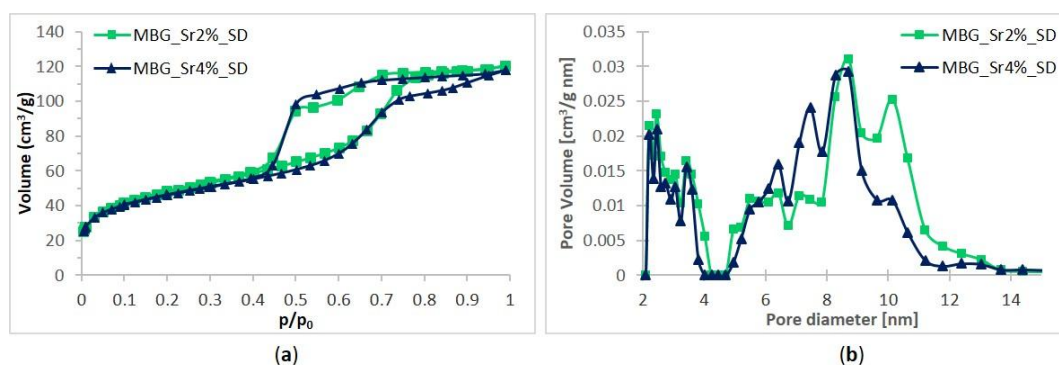 140
120
100
80
60
40
20
0
Volume (cm³/g)
MBG_Sr2%_SD
MBG_Sr4%_SD
0 0.1 0.2 0.3 0.4 0.5 0.6 0.7 0.8 0.9 1
p/p₀
(a)
0.035
0.03
0.025
0.02
0.015
0.01
0.005
0
Pore Volume [cm³/g nm]
MBG_Sr2%_SD
MBG_Sr4%_SD
2 4 6 8 10 12 14
Pore diameter [nm]
(b)